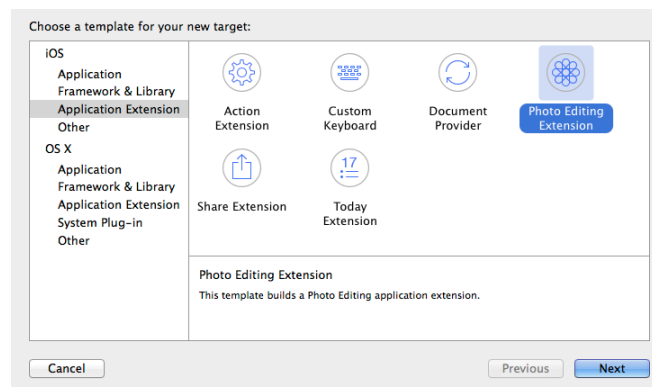 Choose a template for your new target:
iOS
Application
Framework & Library
Application Extension
Other
OS X
Application
Framework & Library
Application Extension
System Plug-in
Other
Action
Extension
Custom
Keyboard
Document
Provider
Photo Editing
Extension
Share Extension
17
Today
Extension
Photo Editing Extension
This template builds a Photo Editing application extension.
Cancel
Previous
Next